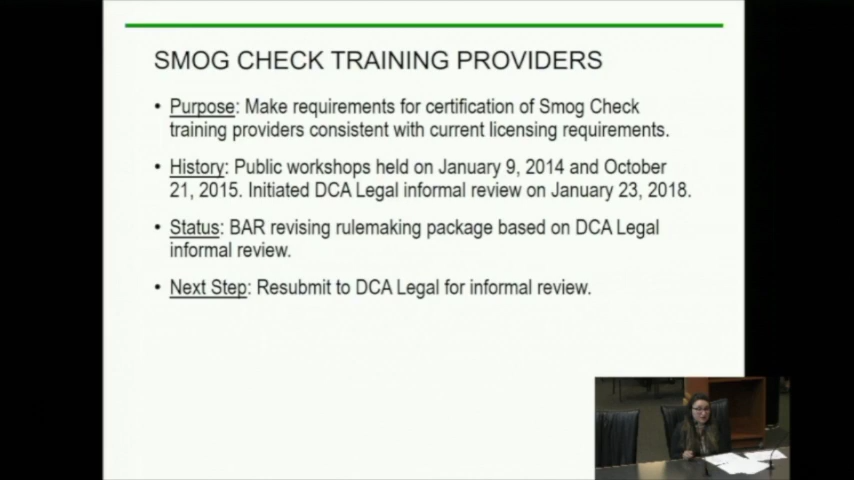 SMOG CHECK TRAINING PROVIDERS
• Purpose: Make requirements for certification of Smog Check
training providers consistent with current licensing requirements.
• History: Public workshops held on January 9, 2014 and October
21, 2015. Initiated DCA Legal informal review on January 23, 2018.
• Status: BAR revising rulemaking package based on DCA Legal
informal review.
• Next Step: Resubmit to DCA Legal for informal review.